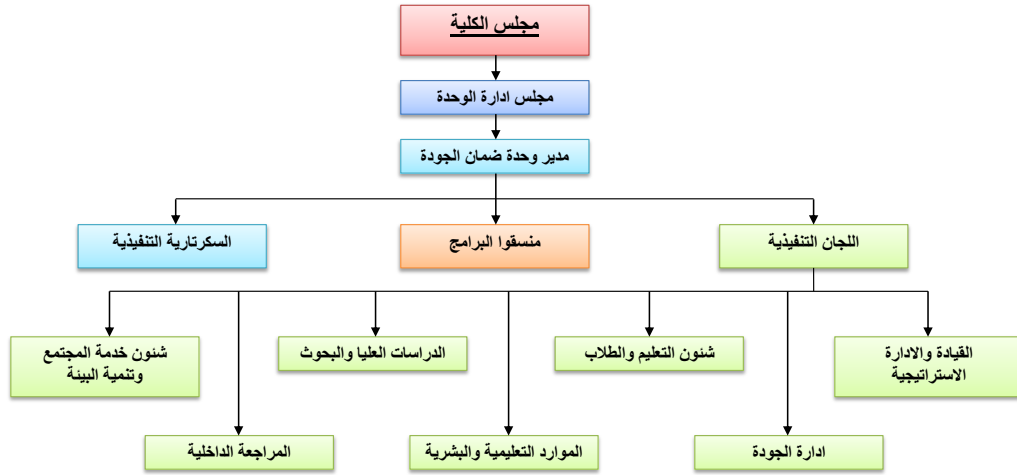 مجلس الكلية
مجلس ادارة الوحدة
مدير وحدة ضمان الجودة
اللجان التنفيذية
منسقوا البرامج
السكرتارية التنفيذية
القيادة والادارة
الاستراتيجية
شئون التعليم والطلاب
الدراسات العليا والبحوث
شئون خدمة المجتمع
وتنمية البيئة
ادارة الجودة
الموارد التعليمية والبشرية
المراجعة الداخلية